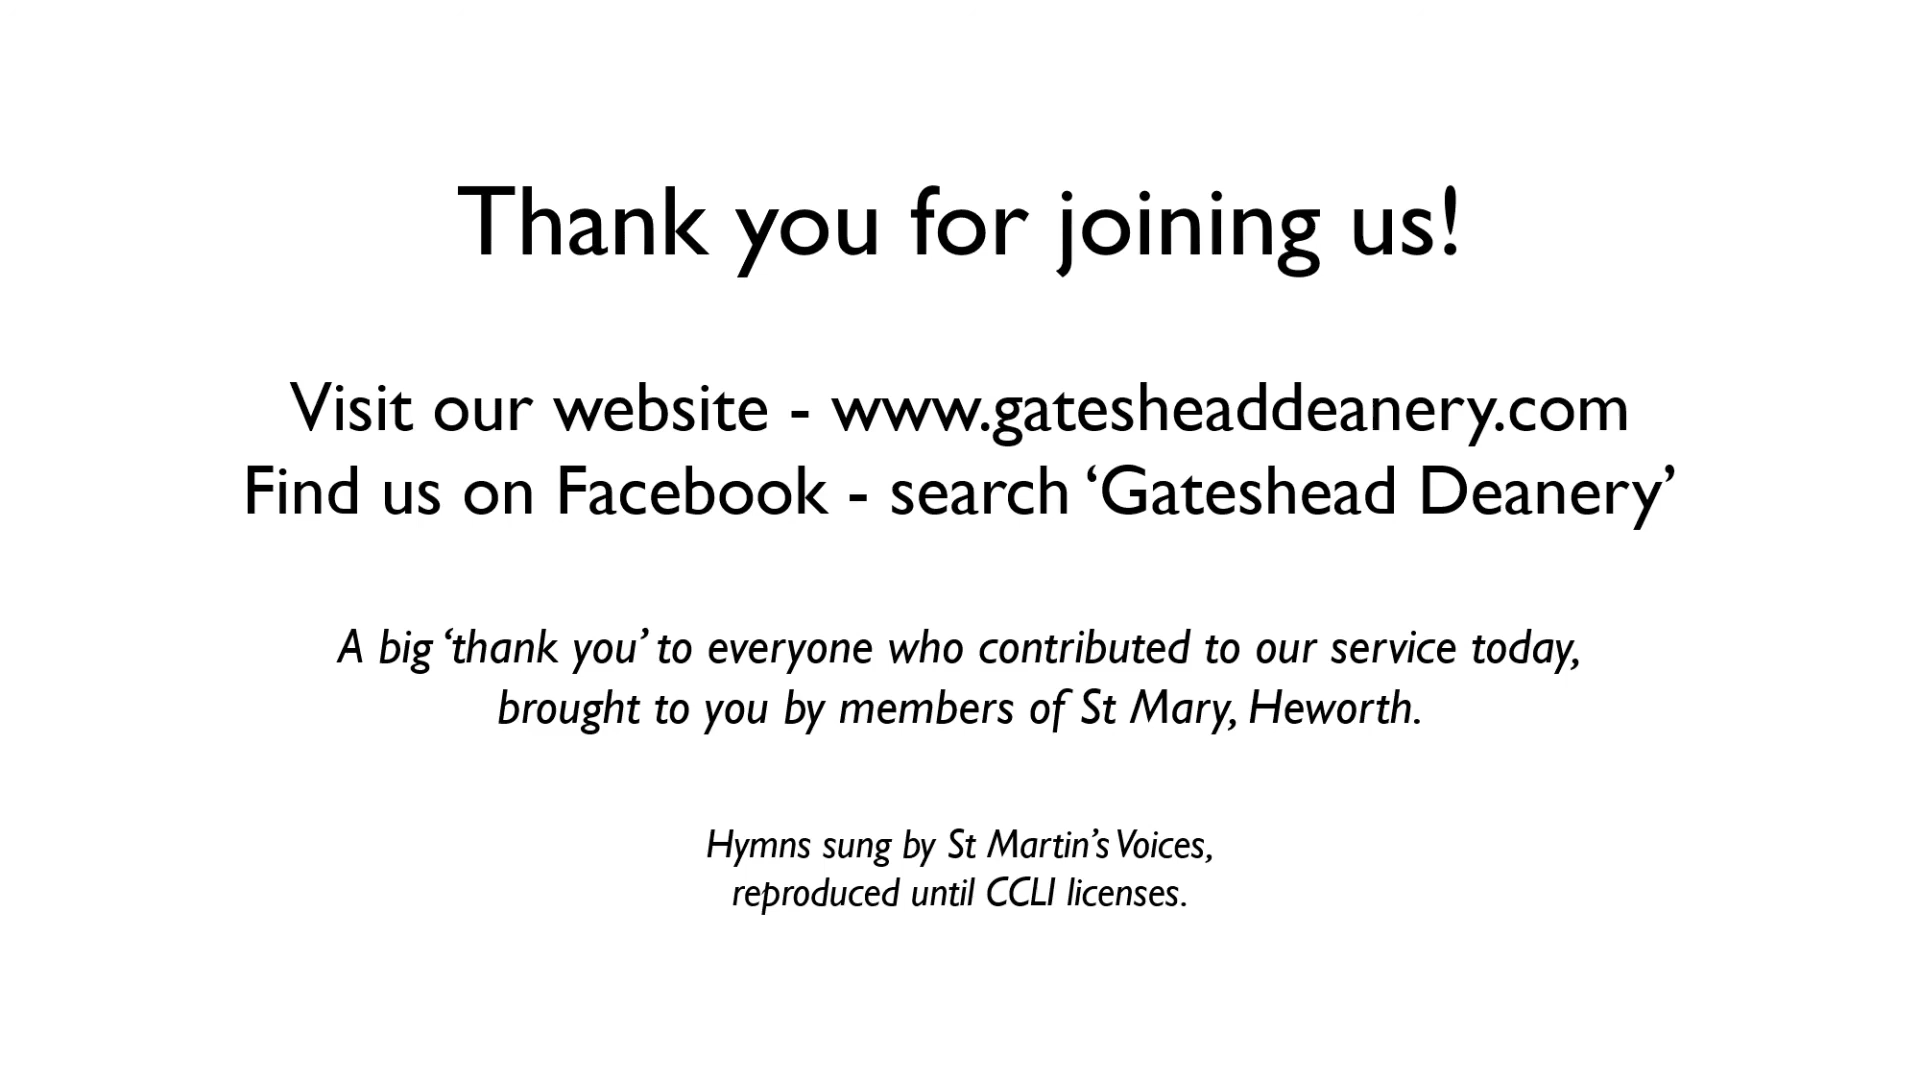 Thank you for joining us!
Visit our website - www.gatesheaddeanery.com
Find us on Facebook - search ‘Gateshead Deanery’
A big ‘thank you’ to everyone who contributed to our service today,
brought to you by members of St Mary, Heworth.
Hymns sung by St Martin’s Voices,
reproduced until CCLI licenses.